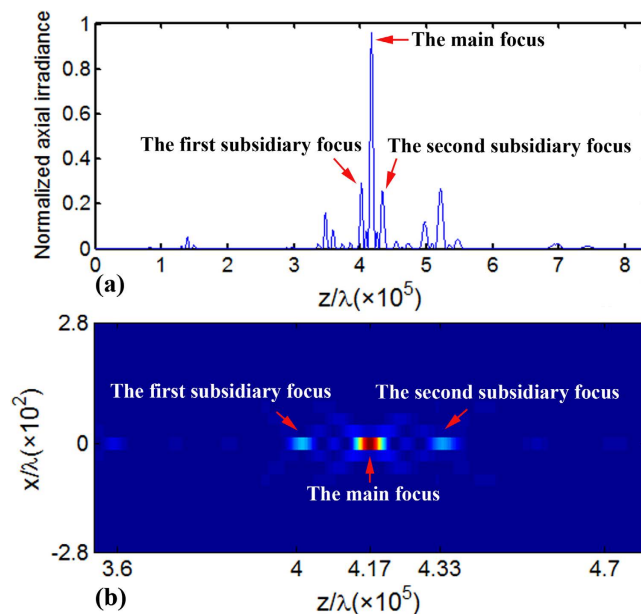 1
The main focus
0.8
0.6
The first subsidiary focus
The second subsidiary focus
0.4
0.2
0
Normalized axial irradiance
0 1 2 3 4 5 6 7 8
(a)
z/λ(×10⁵)
2.8
The first subsidiary focus
The second subsidiary focus
0
x/λ(×10²)
The main focus
-2.8
3.6 4 4.17 4.33 4.7
(b)
z/λ(×10⁵)